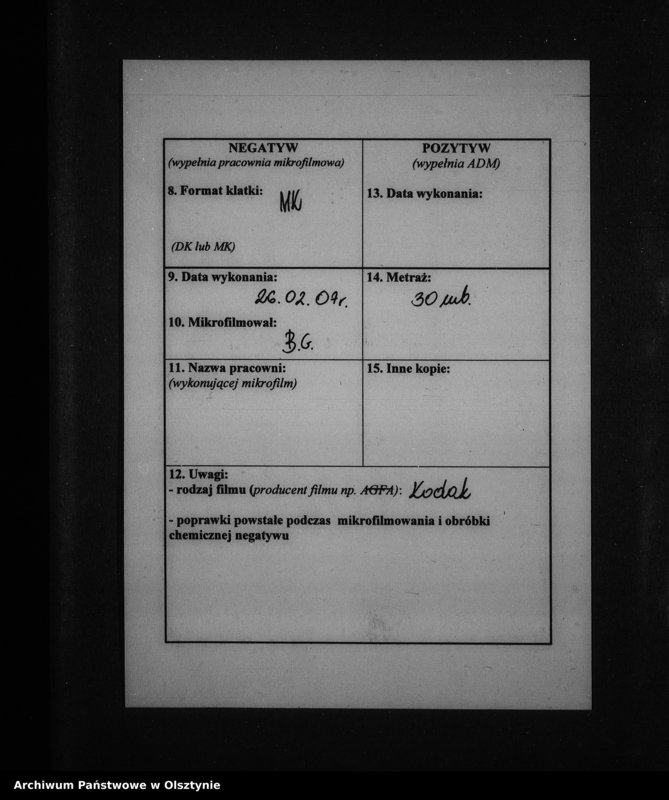 NEGATYW
(wypełnia pracownia mikrofilmowa)
8. Format klatki: MK
(DK lub MK)
POZYTYW
(wypełnia ADM)
13. Data wykonania:
9. Data wykonania:
26.02.07r.
10. Mikrofilmował:
B.G.
14. Metraż:
30 mb.
11. Nazwa pracowni:
(wykonującej mikrofilm)
15. Inne kopie:
12. Uwagi:
- rodzaj filmu (producent filmu np. AGFA): Kodak
- poprawki powstałe podczas mikrofilmowania i obróbki
chemicznej negatywu
Archiwum Państwowe w Olsztynie